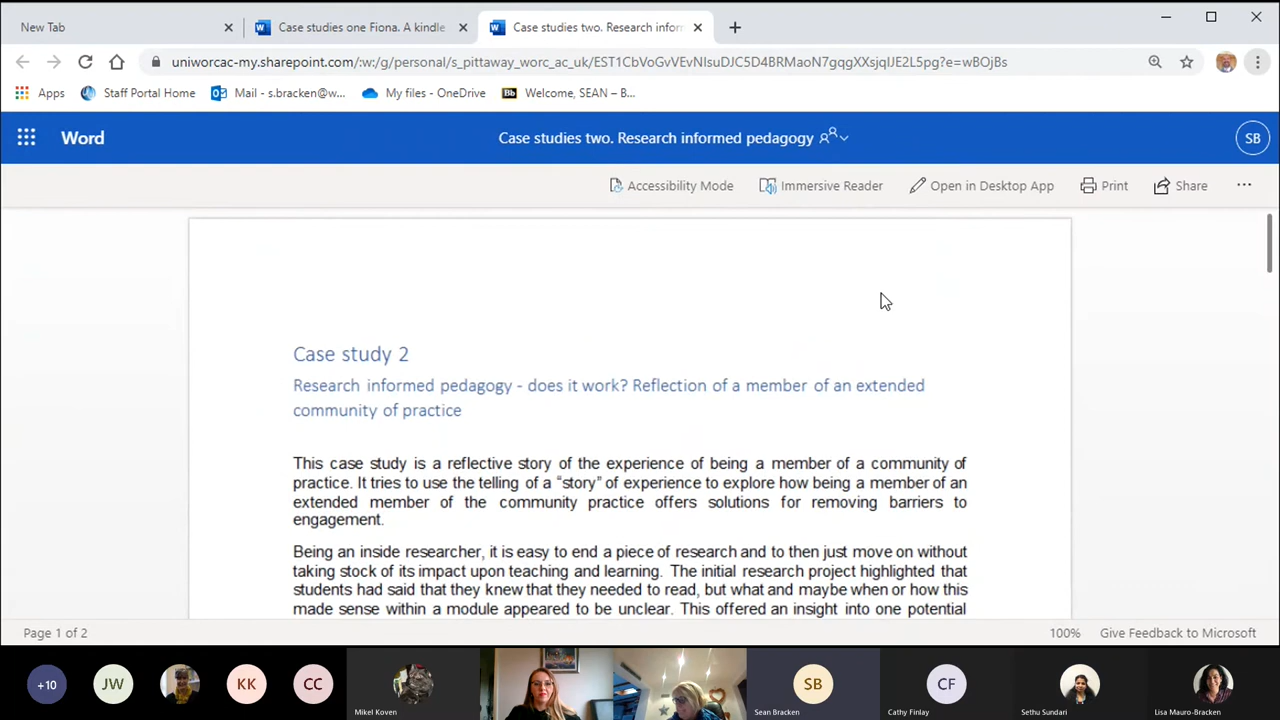 New Tab
Case studies one Fiona. A kindle
Case studies two. Research infor
uniworcac-my.sharepoint.com/:w:/g/personal/s_pittaway_worc_ac_uk/EST1CbVoGvVEvNIsuDJC5D4BRMaoN7gqgXXsjqIJE2L5pg?e=wBOjBs
Apps
Staff Portal Home
Mail - s.bracken@w...
My files - OneDrive
Bb
Welcome, SEAN – B...
Word
Case studies two. Research informed pedagogy
SB
Accessibility Mode
Immersive Reader
Open in Desktop App
Print
Share
Case study 2
Research informed pedagogy - does it work? Reflection of a member of an extended
community of practice
This case study is a reflective story of the experience of being a member of a community of
practice. It tries to use the telling of a “story” of experience to explore how being a member of an
extended member of the community practice offers solutions for removing barriers to
engagement.
Being an inside researcher, it is easy to end a piece of research and to then just move on without
taking stock of its impact upon teaching and learning. The initial research project highlighted that
students had said that they knew that they needed to read, but what and maybe when or how this
made sense within a module appeared to be unclear. This offered an insight into one potential
Page 1 of 2
100%
Give Feedback to Microsoft
+10
JW
KK
CC
Mikel Koven
SB
Sean Bracken
CF
Cathy Finlay
Sethu Sundari
Lisa Mauro-Bracken